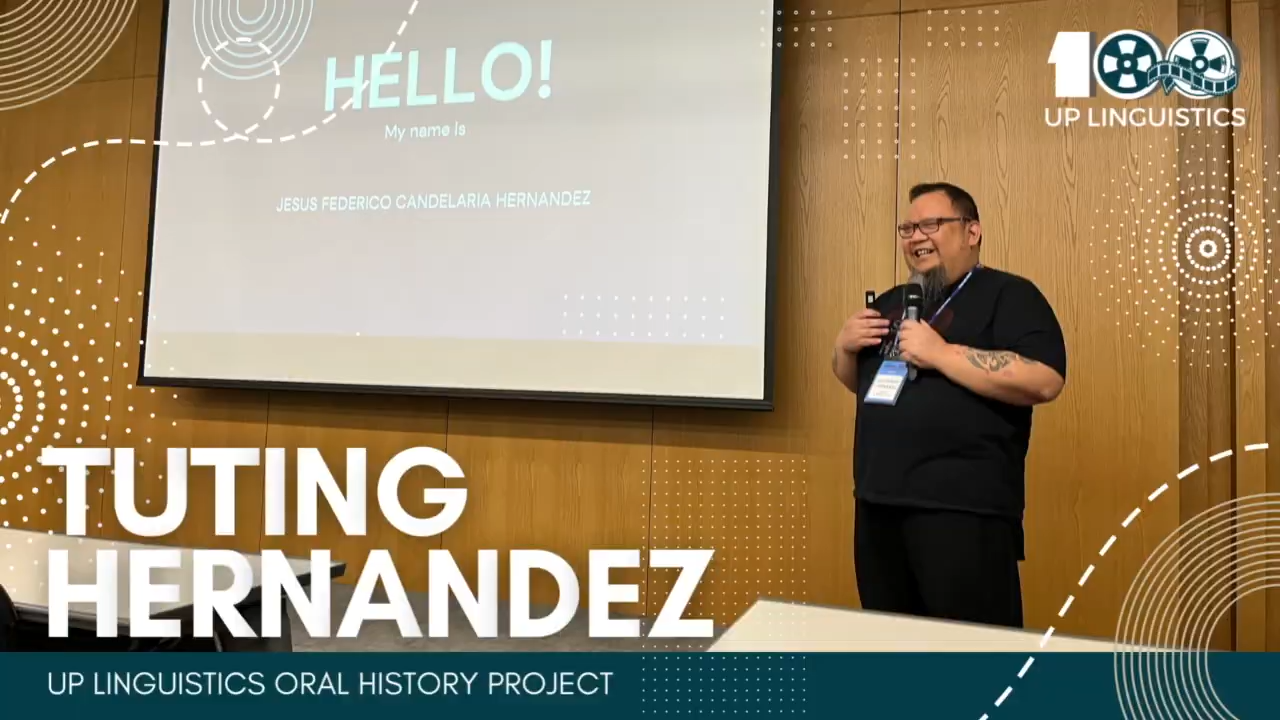 HELLO!
My name is
JESUS FEDERICO CANDELARIA HERNANDEZ
100
UP LINGUISTICS
TUTING
HERNANDEZ
UP LINGUISTICS ORAL HISTORY PROJECT